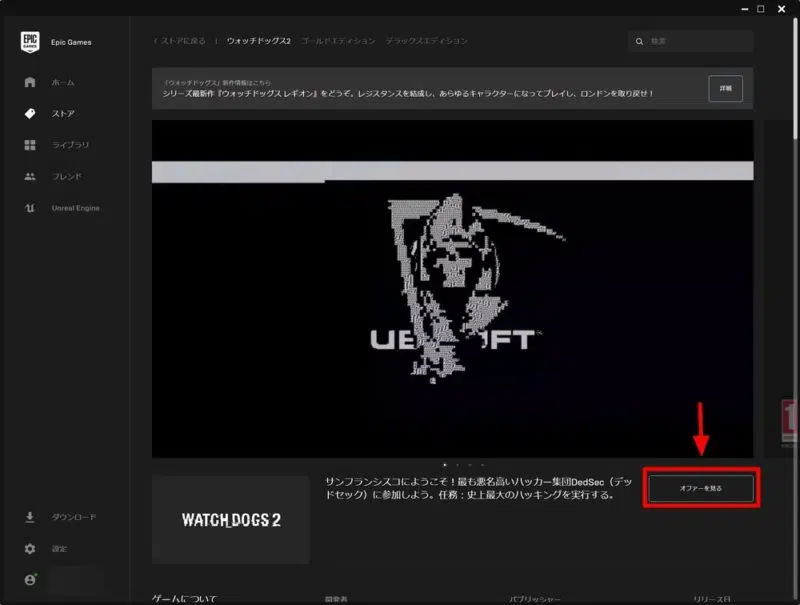 EPIC
GAMES
Epic Games
ストアに戻る
ウォッチドッグス2
ゴールドエディション
デラックスエディション
検索
ホーム
ストア
ライブラリ
フレンド
Unreal Engine
「ウォッチドッグス」新作情報はこちら
シリーズ最新作『ウォッチドッグス レギオン』をどうぞ。レジスタンスを結成し、あらゆるキャラクターになってプレイし、ロンドンを取り戻せ！
詳細
サンフランシスコにようこそ！最も悪名高いハッカー集団DedSec（デッ
ドセック）に参加しよう。任務：史上最大のハッキングを実行する。
オファーを見る
WATCH_DOGS 2
ダウンロード
設定
ゲームについて
開発者
パブリッシャー
リリース日